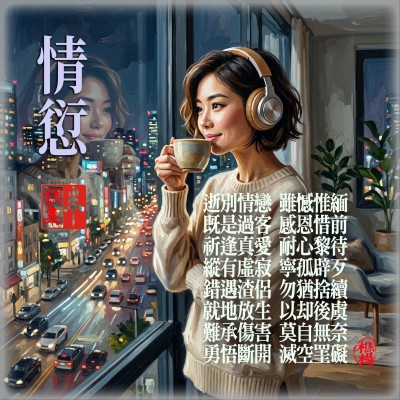 情愆
逝別情戀 雖憾惟緬
既是過客 感恩惜前
祈逢真愛 耐心黎待
縱有虛寂 寧孤辟歹
錯遇渣侶 勿猶捨續
就地放生 以却後虞
難承傷害 莫自無奈
勇悟斷開 滅空罣礙